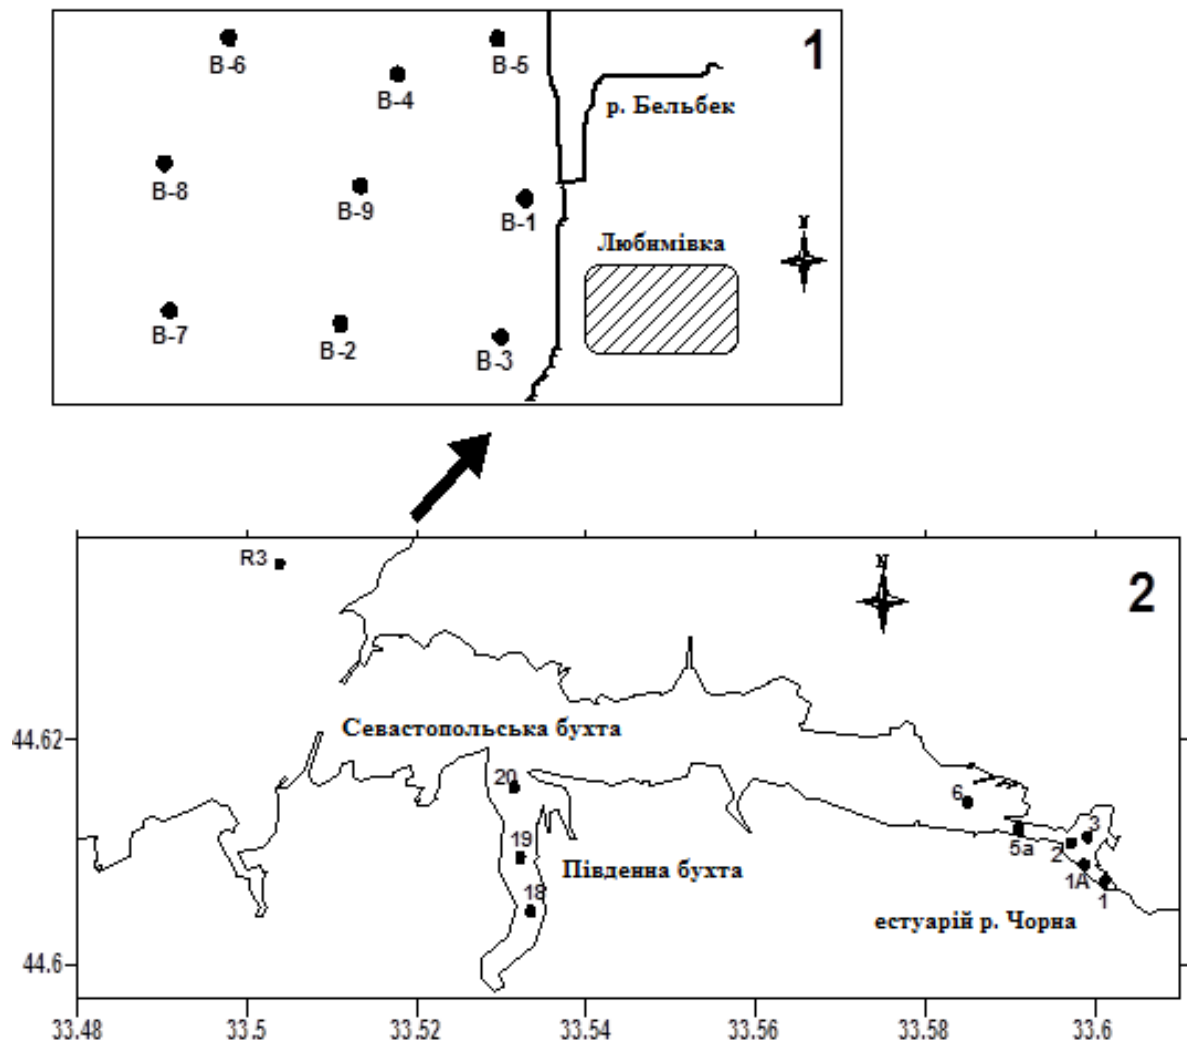 1
B-6
B-5
B-4
р. Бельбек
B-8
B-9
B-1
N
Любимівка
B-7
B-2
B-3
R3
N
2
44.62
Севастопольська бухта
20
6
3
5a
2
19
Південна бухта
1A
18
1
естуарій р. Чорна
44.6
33.48
33.5
33.52
33.54
33.56
33.58
33.6